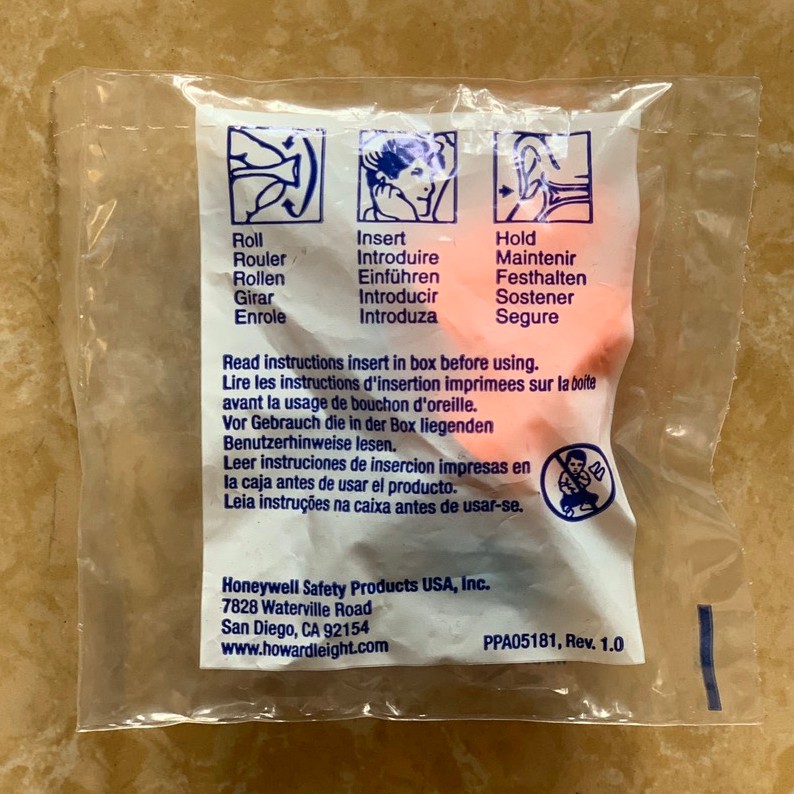 Roll
Rouler
Rollen
Girar
Enrole
Insert
Introduire
Einführen
Introducir
Introduza
Hold
Maintenir
Festhalten
Sostener
Segure
Read instructions insert in box before using.
Lire les instructions d'insertion imprimees sur la boite
avant la usage de bouchon d'oreille.
Vor Gebrauch die in der Box liegenden
Benutzerhinweise lesen.
Leer instruciones de insercion impresas en
la caja antes de usar el producto.
Leia instruções na caixa antes de usar-se.
Honeywell Safety Products USA, Inc.
7828 Waterville Road
San Diego, CA 92154
www.howardleight.com
PPA05181, Rev. 1.0